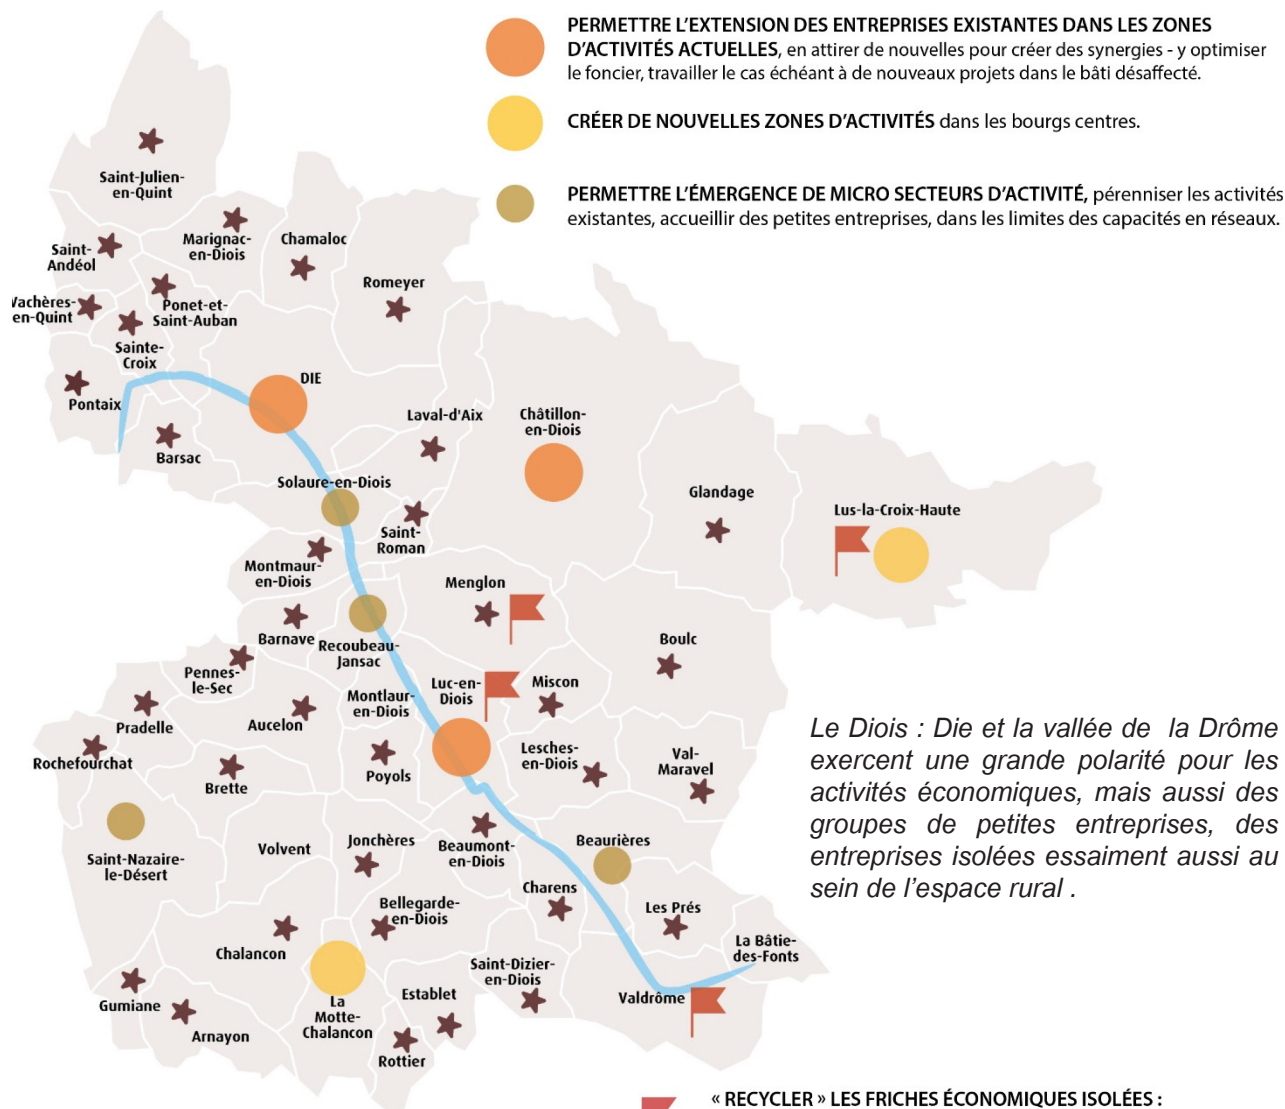 PERMETTRE L'EXTENSION DES ENTREPRISES EXISTANTES DANS LES ZONES
D'ACTIVITÉS ACTUELLES, en attirer de nouvelles pour créer des synergies - y optimiser
le foncier, travailler le cas échéant à de nouveaux projets dans le bâti désaffecté.
CRÉER DE NOUVELLES ZONES D'ACTIVITÉS dans les bourgs centres.
PERMETTRE L'ÉMERGENCE DE MICRO SECTEURS D'ACTIVITÉ, pérenniser les activités
existantes, accueillir des petites entreprises, dans les limites des capacités en réseaux.
Saint-Julien-
en-Quint
Marignac-
en-Diois
Chamaloc
Saint-
Andéol
Romeyer
Vachères-
en-Quint
Ponet-et-
Saint-Auban
Sainte-
Croix
DIE
Pontaix
Barsac
Laval-d'Aix
Châtillon-
en-Diois
Solaure-en-Diois
Glandage
Lus-la-Croix-Haute
Saint-
Roman
Montmaur-
en-Diois
Menglon
Barnave
Recoubeau-
Jansac
Boulc
Pennes-
le-Sec
Luc-en-
Diois
Miscon
Montlaur-
en-Diois
Pradelle
Aucelon
Rochefourchat
Brette
Poyols
Lesches-
en-Diois
Val-
Maravel
Le Diois : Die et la vallée de la Drôme
exercent une grande polarité pour les
activités économiques, mais aussi des
groupes de petites entreprises, des
entreprises isolées essaiment aussi au
sein de l'espace rural .
Saint-Nazaire-
le-Désert
Volvent
Jonchères
Beaumont-
en-Diois
Beaurières
Charens
Bellegarde-
en-Diois
Les Prés
Chalancon
La Bâtie-
des-Fonts
Saint-Dizier-
en-Diois
Valdrôme
Gumiane
Arnayon
La
Motte-
Chalancon
Establet
Rottier
« RECYCLER » LES FRICHES ÉCONOMIQUES ISOLÉES :